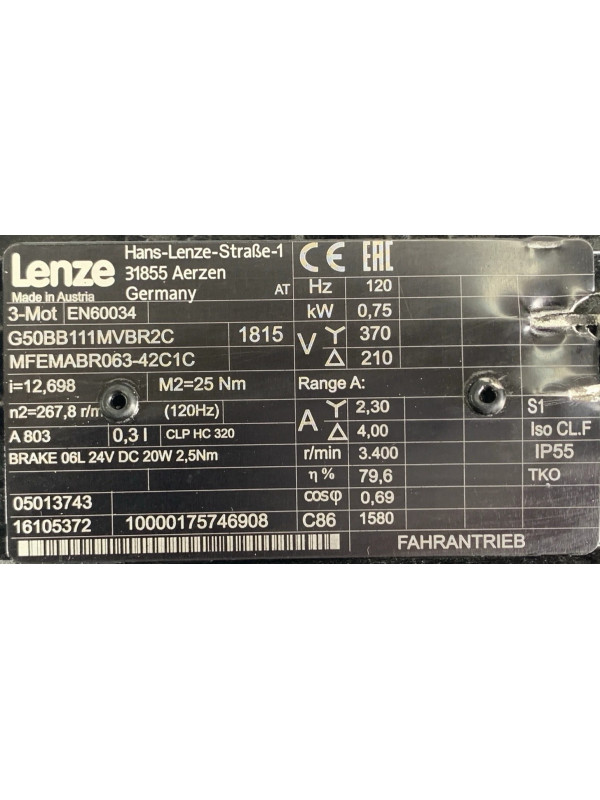 Lenze
Made in Austria
Hans-Lenze-Straße-1
31855 Aerzen
Germany
AT
3-Mot EN60034
G50BB111MVBR2C 1815
MFEMABR063-42C1C
i=12,698 M2=25 Nm
n2=267,8 r/m (120Hz)
A 803 0,3 l CLP HC 320
BRAKE 06L 24V DC 20W 2,5Nm
05013743
16105372 10000175746908
CE EAC
Hz 120
kW 0,75
V Y 370
Δ 210
Range A:
A Y 2,30
Δ 4,00
r/min 3.400
η % 79,6
cosφ 0,69
C86 1580
S1
Iso CL.F
IP55
TKO
FAHRANTRIEB